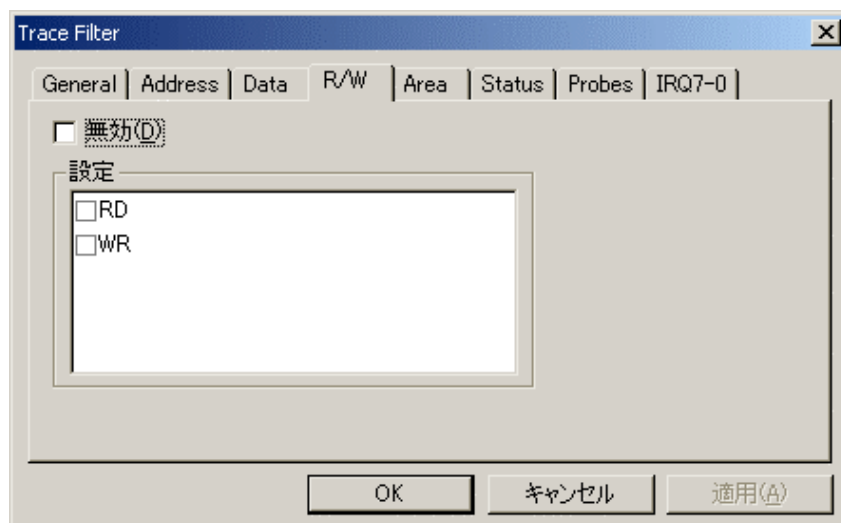 Trace Filter
General Address Data R/W Area Status Probes IRQ7-0
無効(D)
設定
RD
WR
OK キャンセル 適用(A)